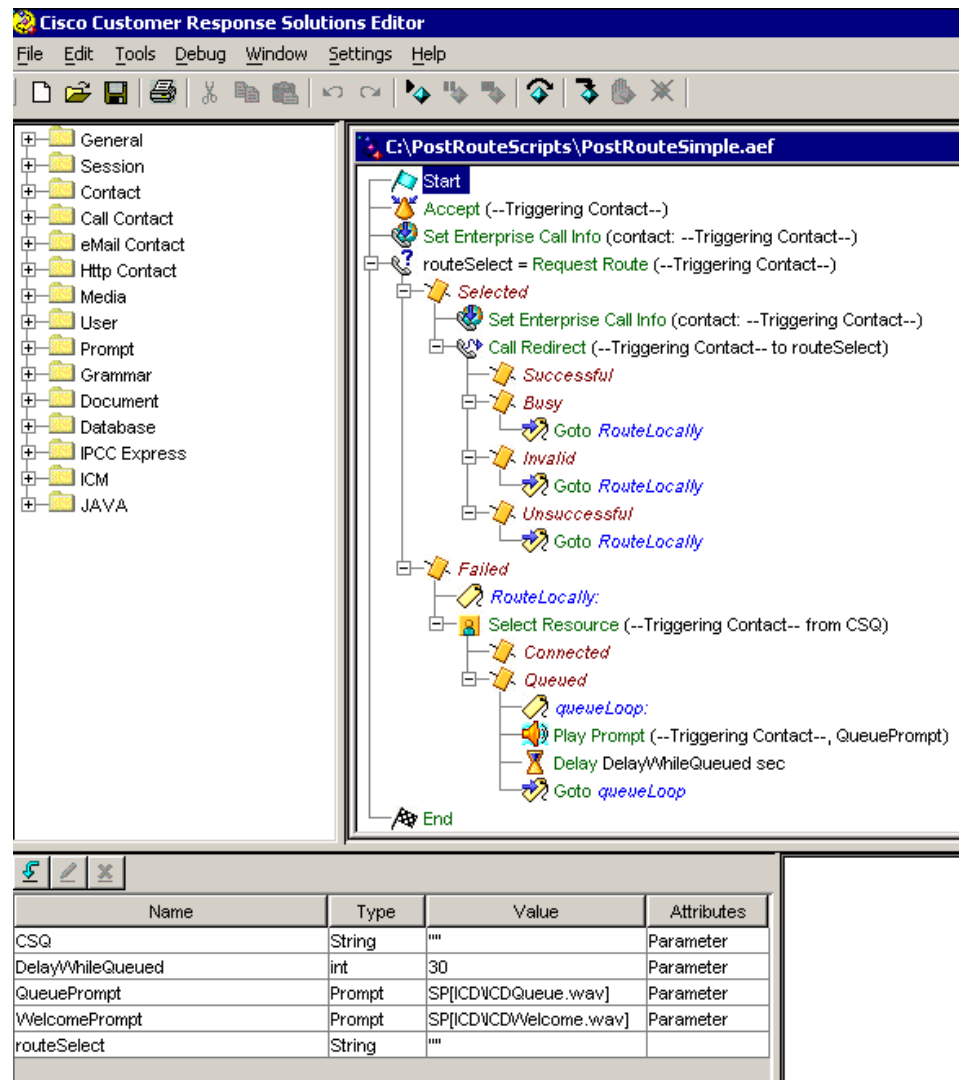 Cisco Customer Response Solutions Editor
File Edit Tools Debug Window Settings Help
General
Session
Contact
Call Contact
eMail Contact
Http Contact
Media
User
Prompt
Grammar
Document
Database
IPCC Express
ICM
JAVA
C:\PostRouteScripts\PostRouteSimple.aef
Start
Accept (--Triggering Contact--)
Set Enterprise Call Info (contact: --Triggering Contact--)
routeSelect = Request Route (--Triggering Contact--)
Selected
Set Enterprise Call Info (contact: --Triggering Contact--)
Call Redirect (--Triggering Contact-- to routeSelect)
Successful
Busy
Goto RouteLocally
Invalid
Goto RouteLocally
Unsuccessful
Goto RouteLocally
Failed
RouteLocally:
Select Resource (--Triggering Contact-- from CSQ)
Connected
Queued
queueLoop:
Play Prompt (--Triggering Contact--, QueuePrompt)
Delay DelayWhileQueued sec
Goto queueLoop
End
Name Type Value Attributes
CSQ String "" Parameter
DelayWhileQueued int 30 Parameter
QueuePrompt Prompt SP[ICD\ICDQueue.wav] Parameter
WelcomePrompt Prompt SP[ICD\ICDWelcome.wav] Parameter
routeSelect String ""